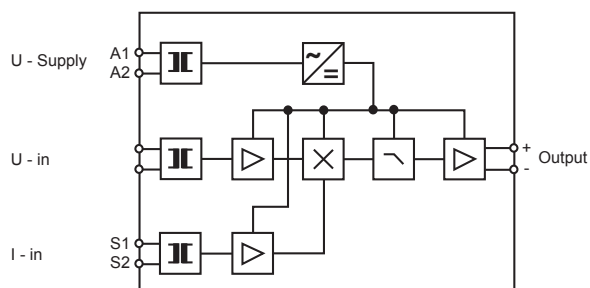 U - Supply
A1
A2
U - in
+
Output
-
I - in
S1
S2